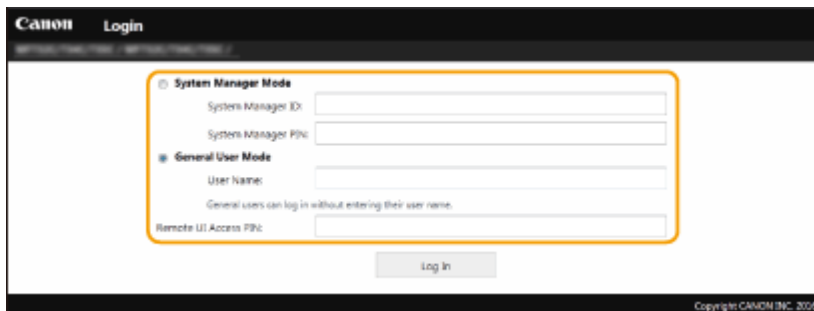 Canon Login
System Manager Mode
System Manager ID:
System Manager PIN:
General User Mode
User Name:
General users can log in without entering their user name.
Remote UI Access PIN:
Log In
Copyright CANON INC.